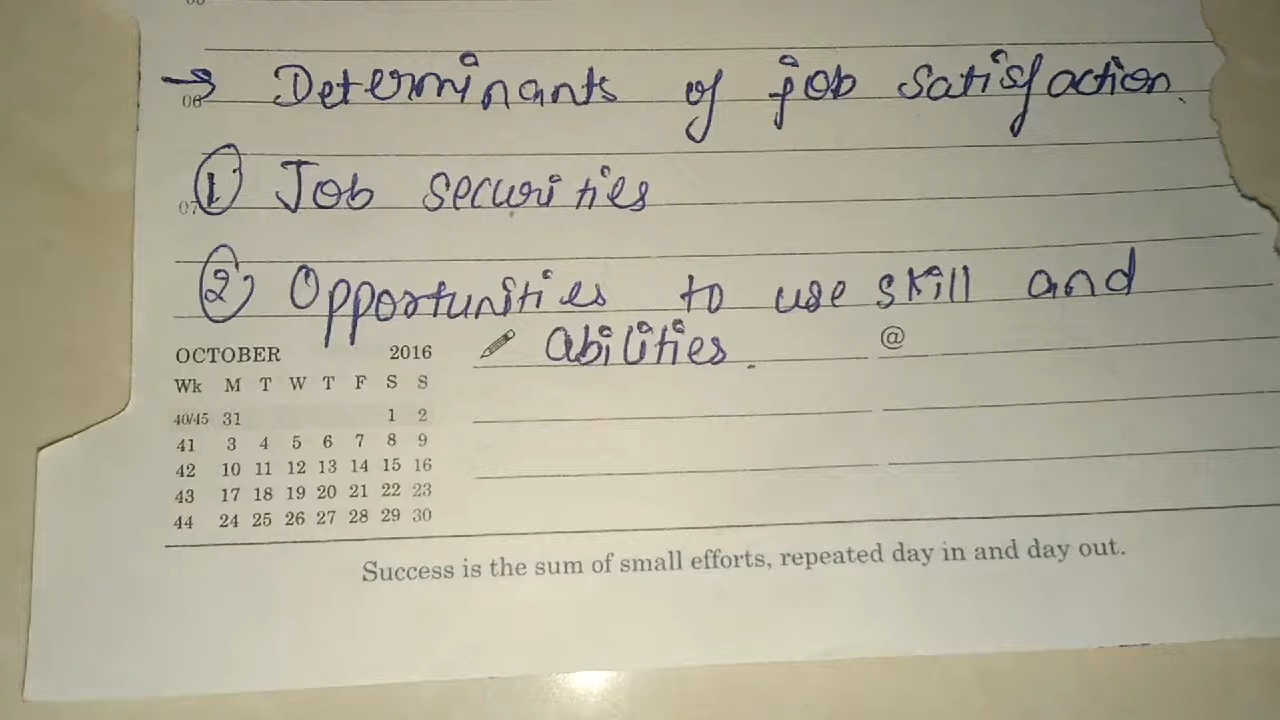 → Determinants of job satisfaction.
06
① Job securities
07
② Opportunities to use skill and
abilities.
@
OCTOBER 2016
Wk M T W T F S S
40/45 31 1 2
41 3 4 5 6 7 8 9
42 10 11 12 13 14 15 16
43 17 18 19 20 21 22 23
44 24 25 26 27 28 29 30
Success is the sum of small efforts, repeated day in and day out.